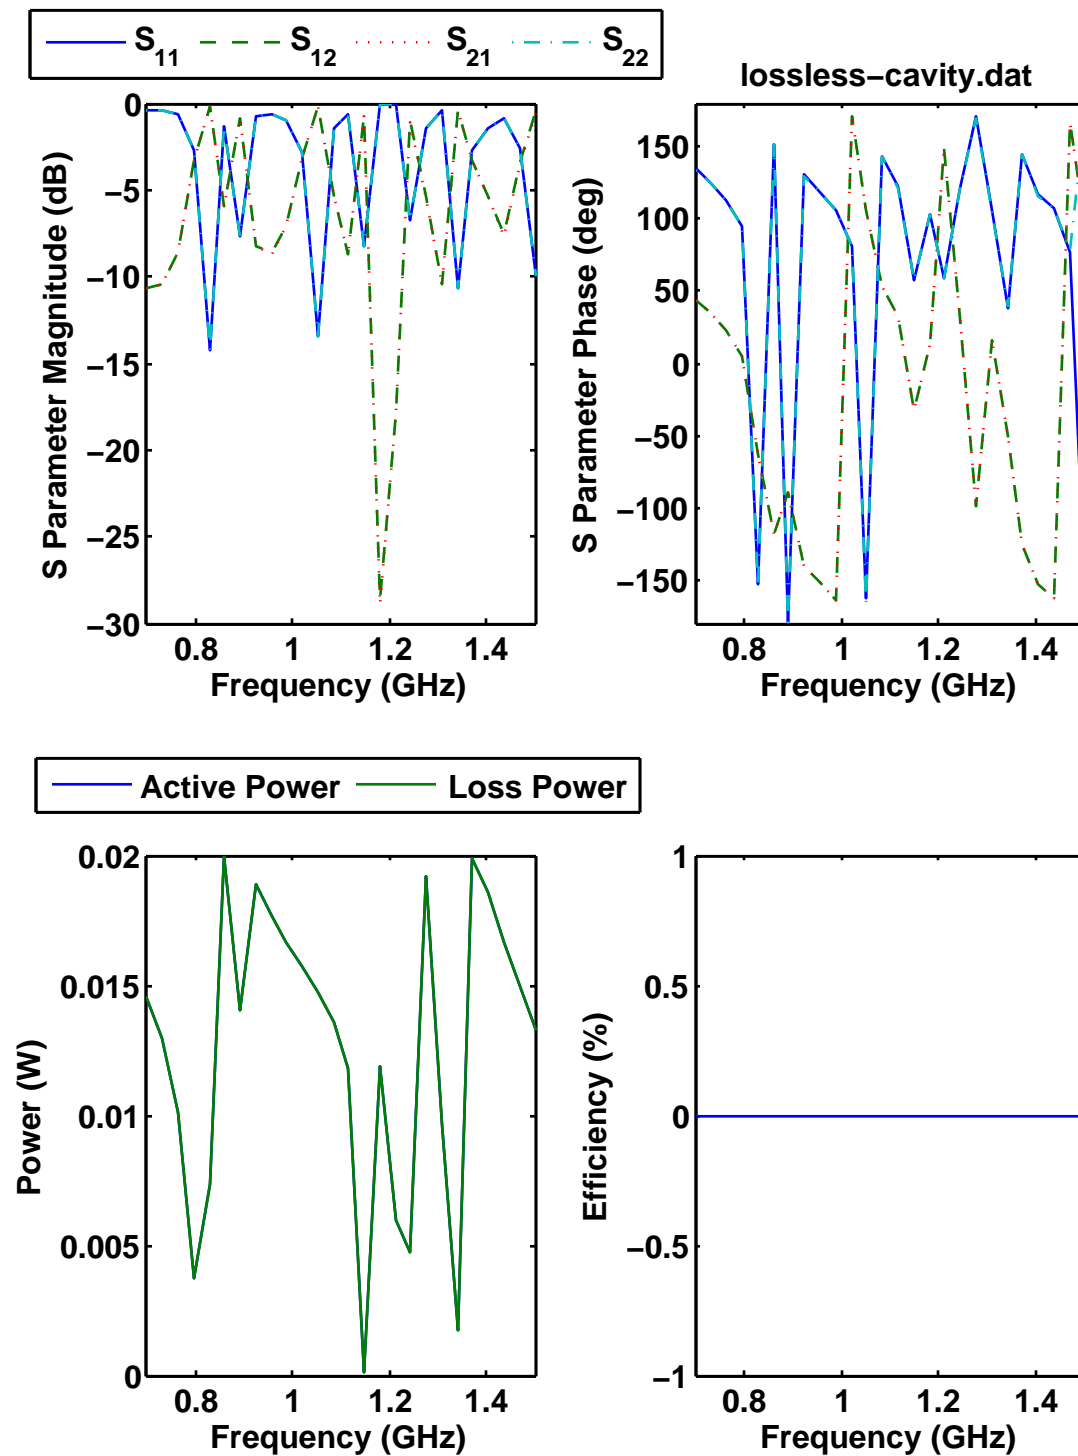 S11 S12 S21 S22
lossless−cavity.dat
S Parameter Magnitude (dB)
0
−5
−10
−15
−20
−25
−30
0.8 1 1.2 1.4
Frequency (GHz)
S Parameter Phase (deg)
150
100
50
0
−50
−100
−150
0.8 1 1.2 1.4
Frequency (GHz)
Active Power Loss Power
Power (W)
0.02
0.015
0.01
0.005
0
0.8 1 1.2 1.4
Frequency (GHz)
Efficiency (%)
1
0.5
0
−0.5
−1
0.8 1 1.2 1.4
Frequency (GHz)